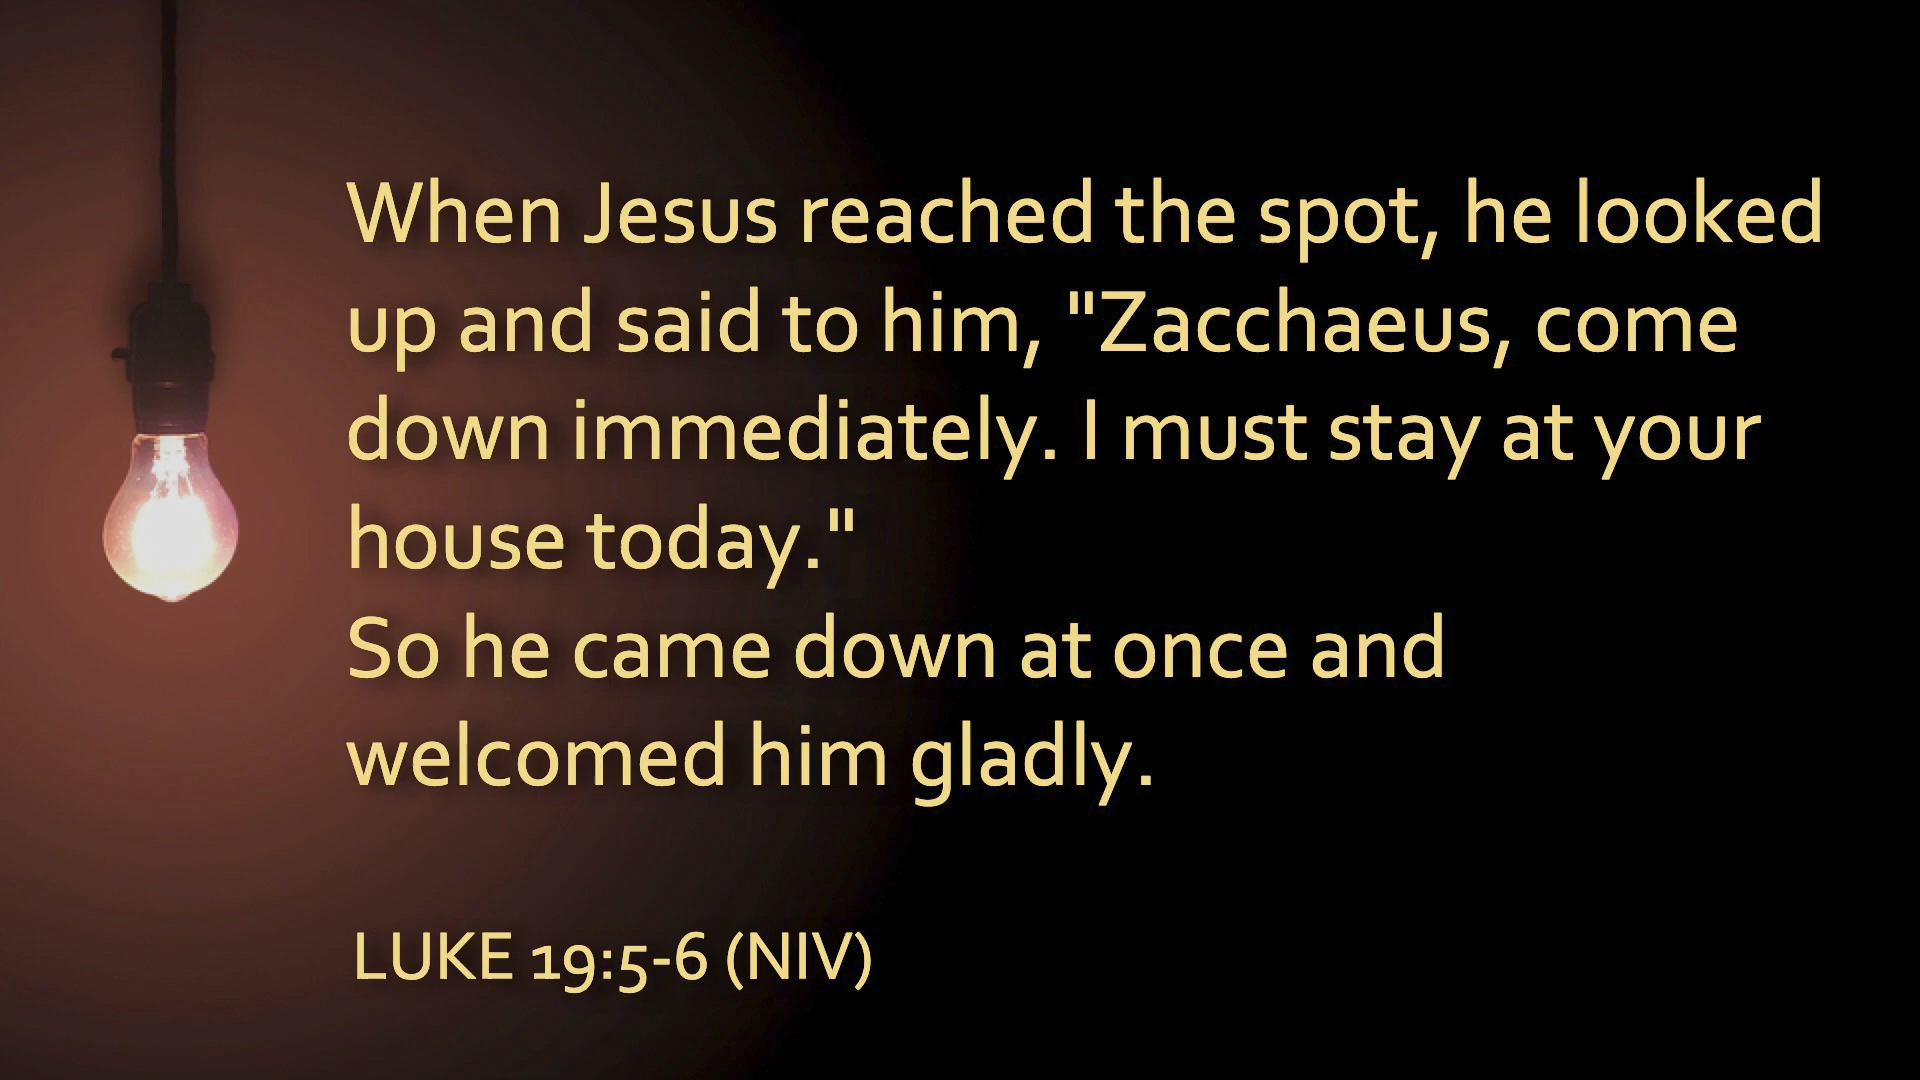 When Jesus reached the spot, he looked
up and said to him, "Zacchaeus, come
down immediately. I must stay at your
house today."
So he came down at once and
welcomed him gladly.
LUKE 19:5-6 (NIV)